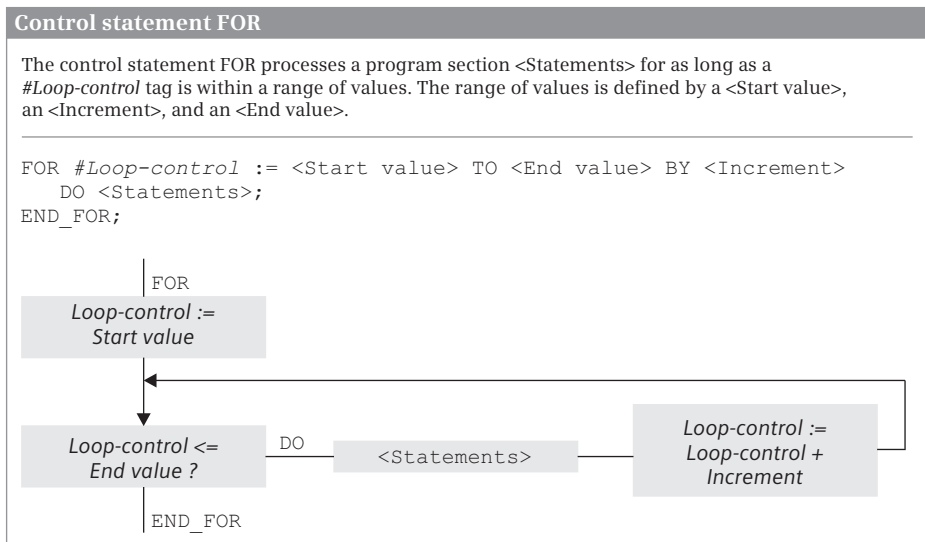 Control statement FOR
The control statement FOR processes a program section <Statements> for as long as a
#Loop-control tag is within a range of values. The range of values is defined by a <Start value>,
an <Increment>, and an <End value>.
FOR #Loop-control := <Start value> TO <End value> BY <Increment>
DO <Statements>;
END_FOR;
FOR
Loop-control :=
Start value
Loop-control <=
End value ?
DO
<Statements>
Loop-control :=
Loop-control +
Increment
END_FOR